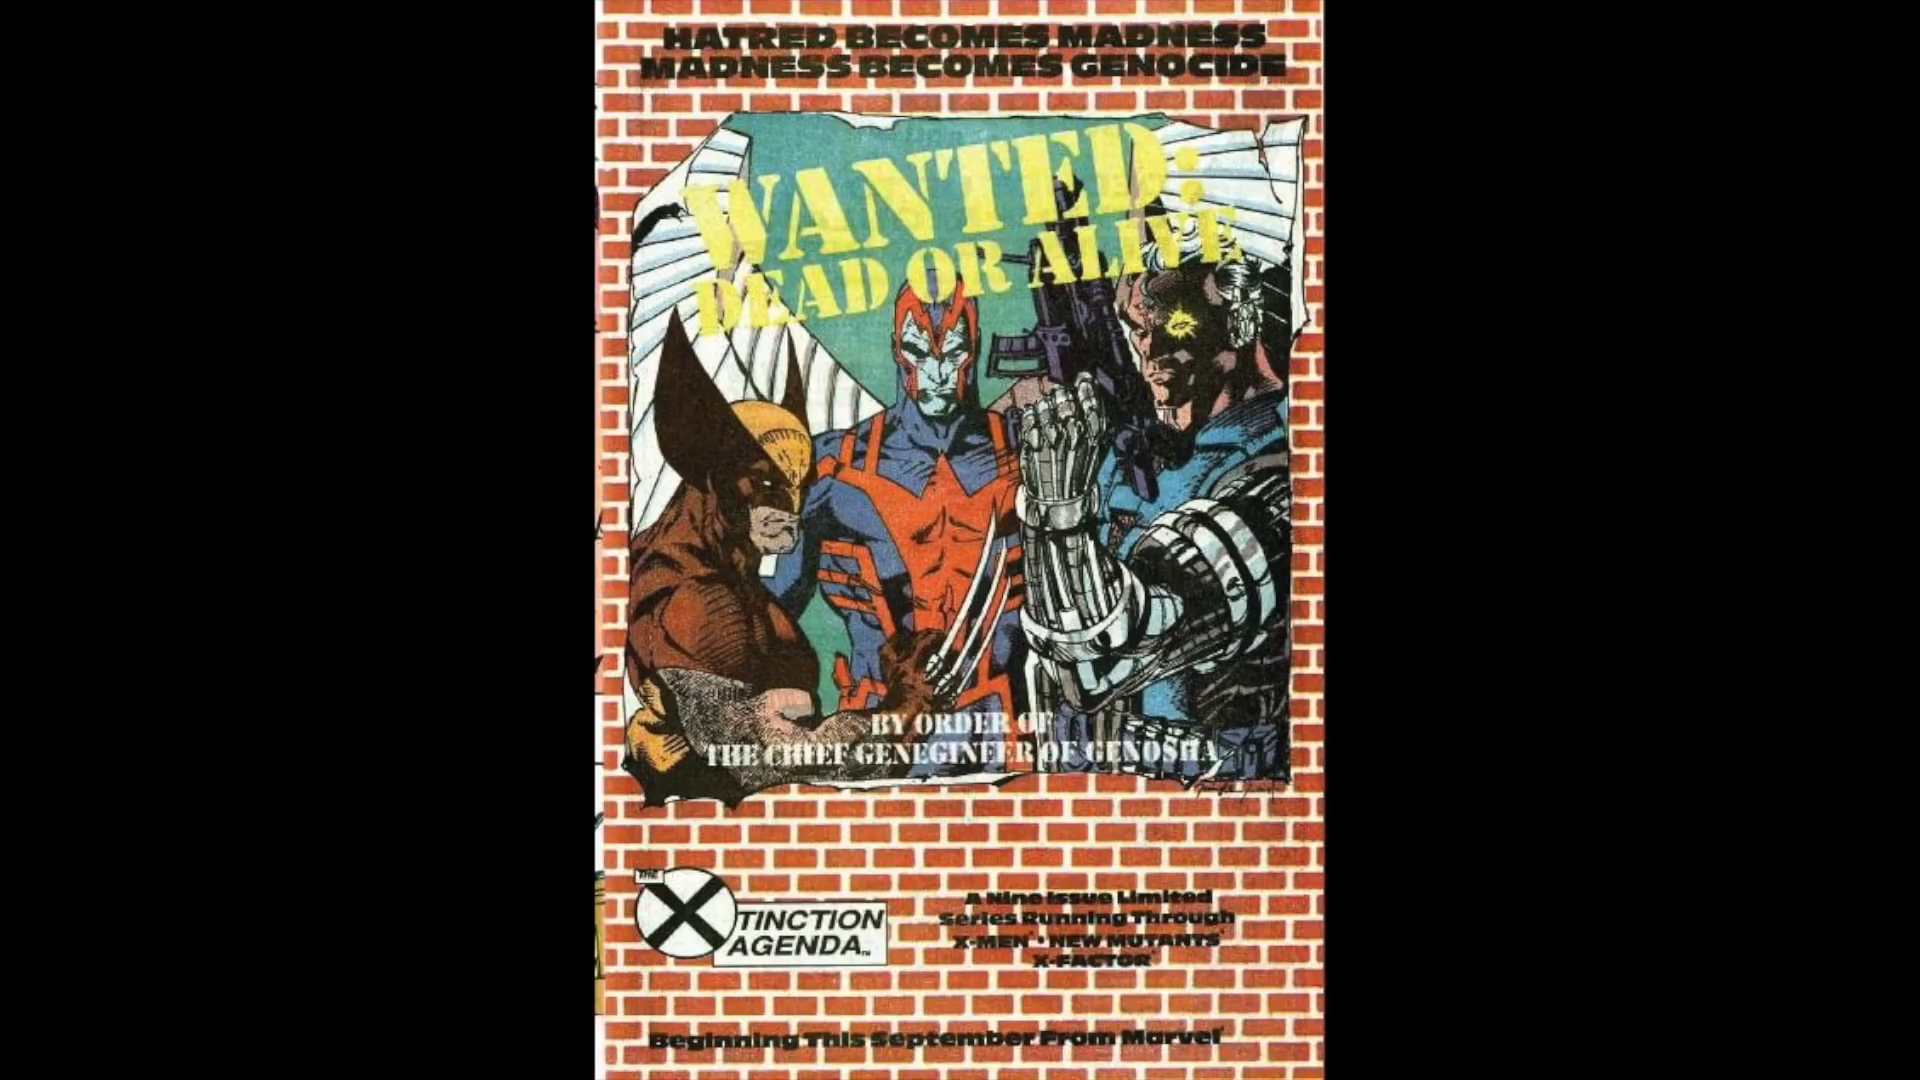 HATRED BECOMES MADNESS
MADNESS BECOMES GENOCIDE
WANTED:
DEAD OR ALIVE
BY ORDER OF
THE CHIEF GENEGINEER OF GENOSHA
THE
X
TINCTION
AGENDA™
A Nine Issue Limited
Series Running Through
X-MEN® • NEW MUTANTS®
X-FACTOR®
Beginning This September From Marvel®